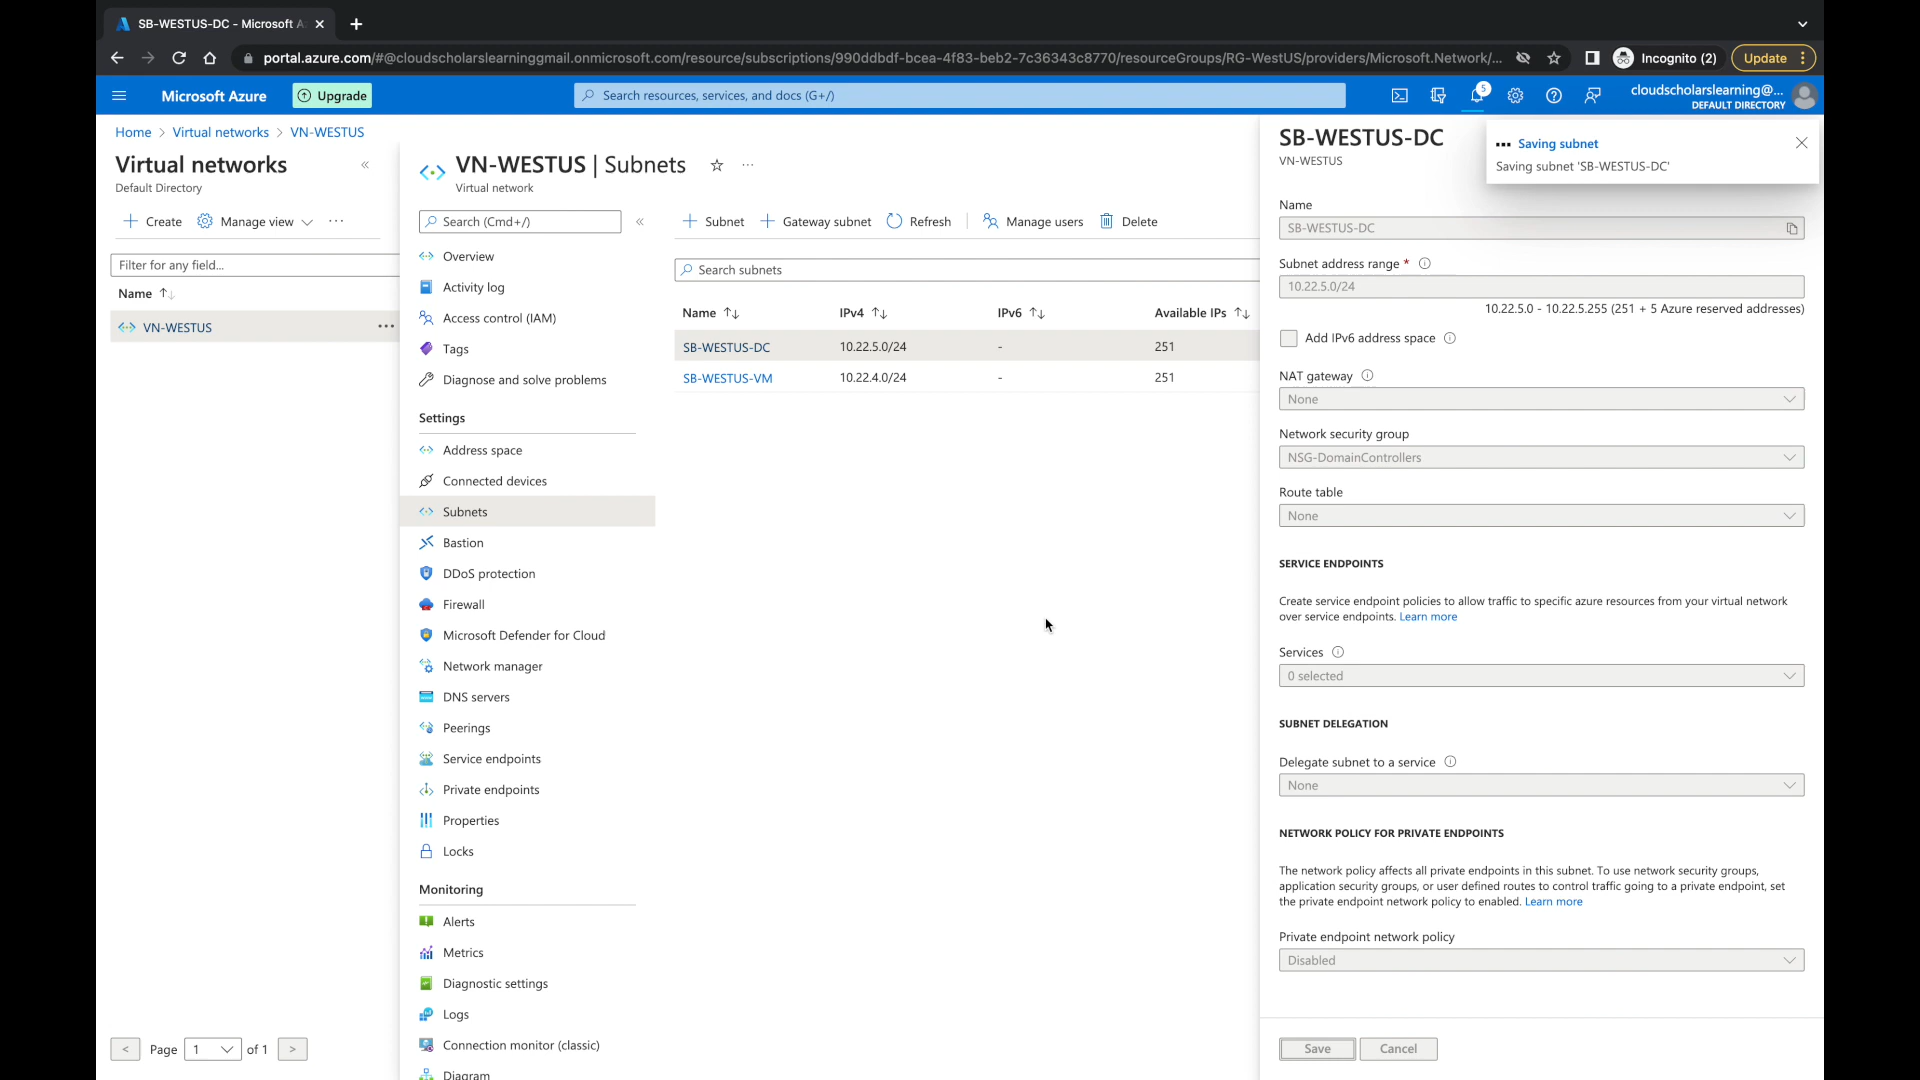 SB-WESTUS-DC - Microsoft A
portal.azure.com/#@cloudscholarslearninggmail.onmicrosoft.com/resource/subscriptions/990ddbdf-bcea-4f83-beb2-7c36343c8770/resourceGroups/RG-WestUS/providers/Microsoft.Network/...
Incognito (2)
Update
Microsoft Azure
Upgrade
Search resources, services, and docs (G+/)
5
cloudscholarslearning@...
DEFAULT DIRECTORY
Home > Virtual networks > VN-WESTUS
Virtual networks
Default Directory
Create
Manage view
Filter for any field...
Name
VN-WESTUS
Page 1 of 1
VN-WESTUS | Subnets
Virtual network
Search (Cmd+/)
Overview
Activity log
Access control (IAM)
Tags
Diagnose and solve problems
Settings
Address space
Connected devices
Subnets
Bastion
DDoS protection
Firewall
Microsoft Defender for Cloud
Network manager
DNS servers
Peerings
Service endpoints
Private endpoints
Properties
Locks
Monitoring
Alerts
Metrics
Diagnostic settings
Logs
Connection monitor (classic)
Diagram
Subnet
Gateway subnet
Refresh
Manage users
Delete
Search subnets
Name IPv4 IPv6 Available IPs
SB-WESTUS-DC 10.22.5.0/24 - 251
SB-WESTUS-VM 10.22.4.0/24 - 251
SB-WESTUS-DC
VN-WESTUS
Saving subnet
Saving subnet 'SB-WESTUS-DC'
Name
SB-WESTUS-DC
Subnet address range *
10.22.5.0/24
10.22.5.0 - 10.22.5.255 (251 + 5 Azure reserved addresses)
Add IPv6 address space
NAT gateway
None
Network security group
NSG-DomainControllers
Route table
None
SERVICE ENDPOINTS
Create service endpoint policies to allow traffic to specific azure resources from your virtual network
over service endpoints. Learn more
Services
0 selected
SUBNET DELEGATION
Delegate subnet to a service
None
NETWORK POLICY FOR PRIVATE ENDPOINTS
The network policy affects all private endpoints in this subnet. To use network security groups,
application security groups, or user defined routes to control traffic going to a private endpoint, set
the private endpoint network policy to enabled. Learn more
Private endpoint network policy
Disabled
Save
Cancel